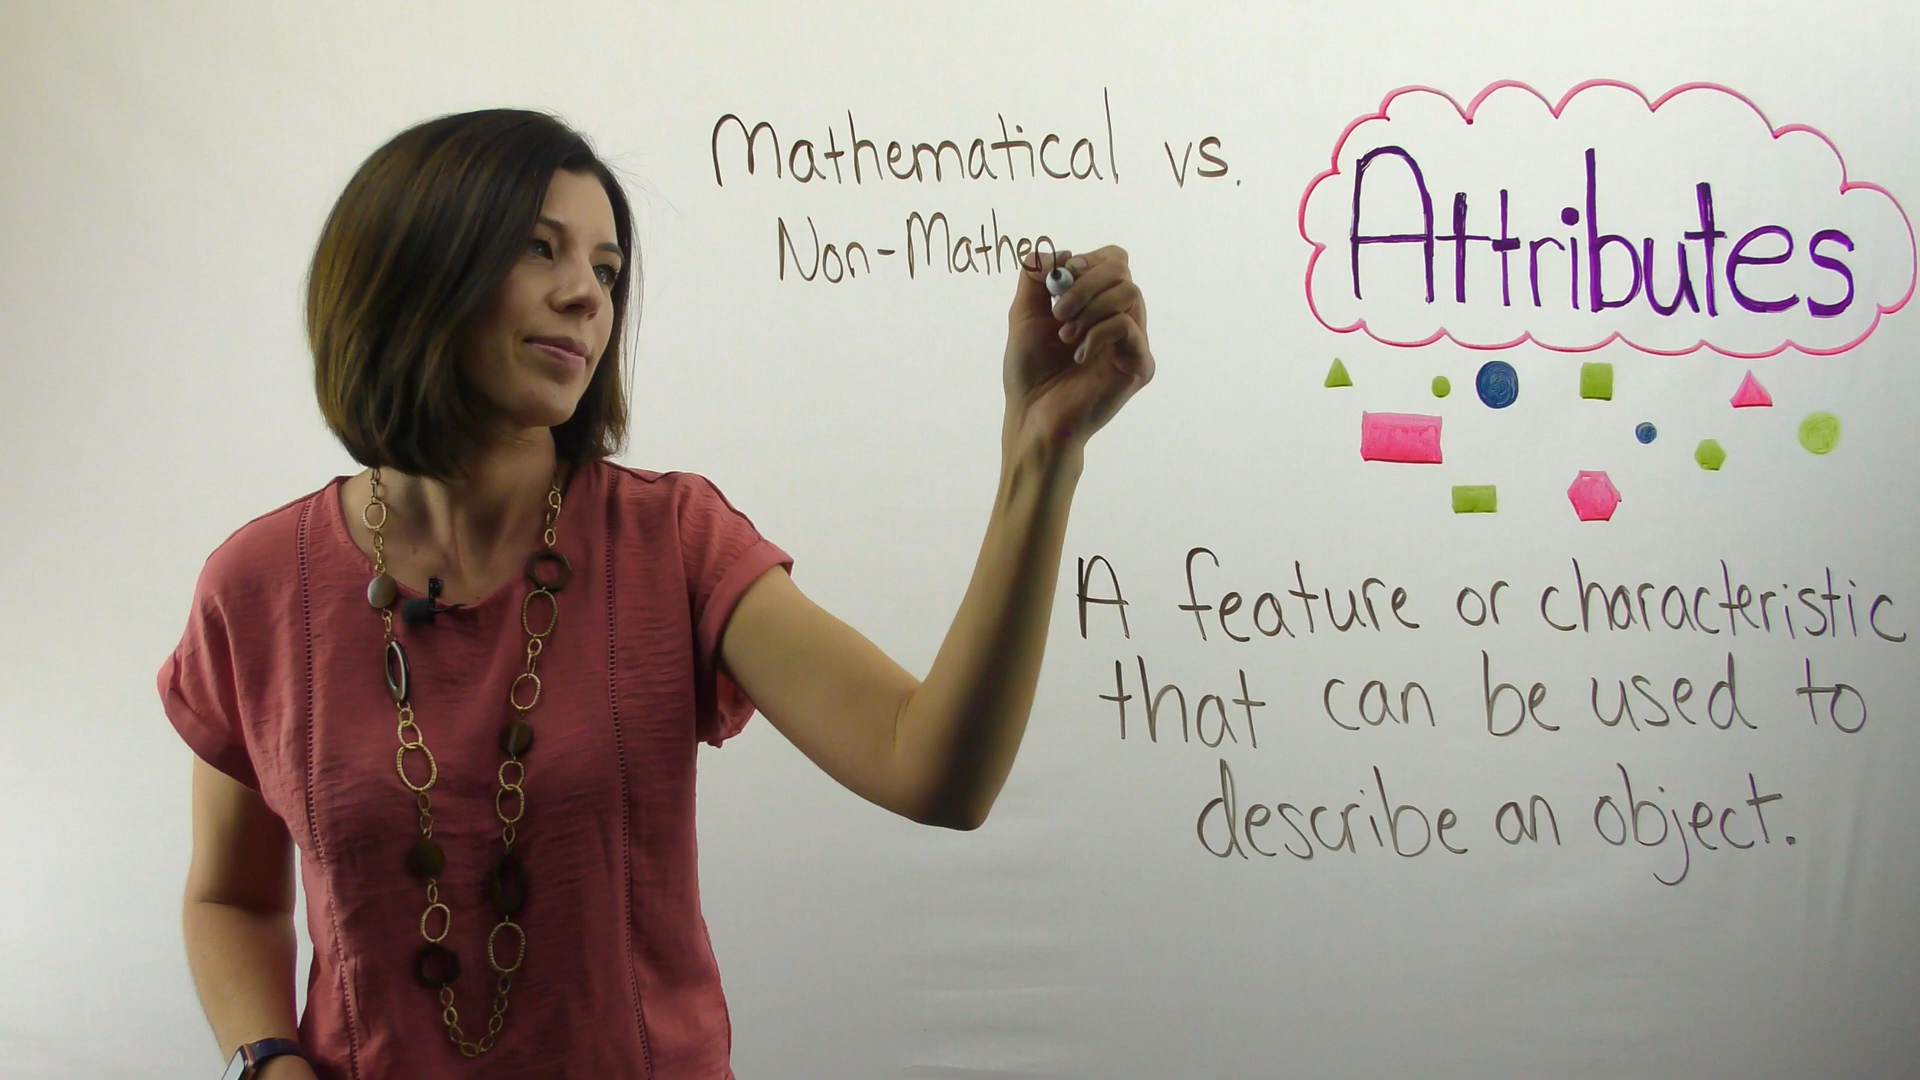 Mathematical vs.
Non-Mathem
Attributes
A feature or characteristic
that can be used to
describe an object.